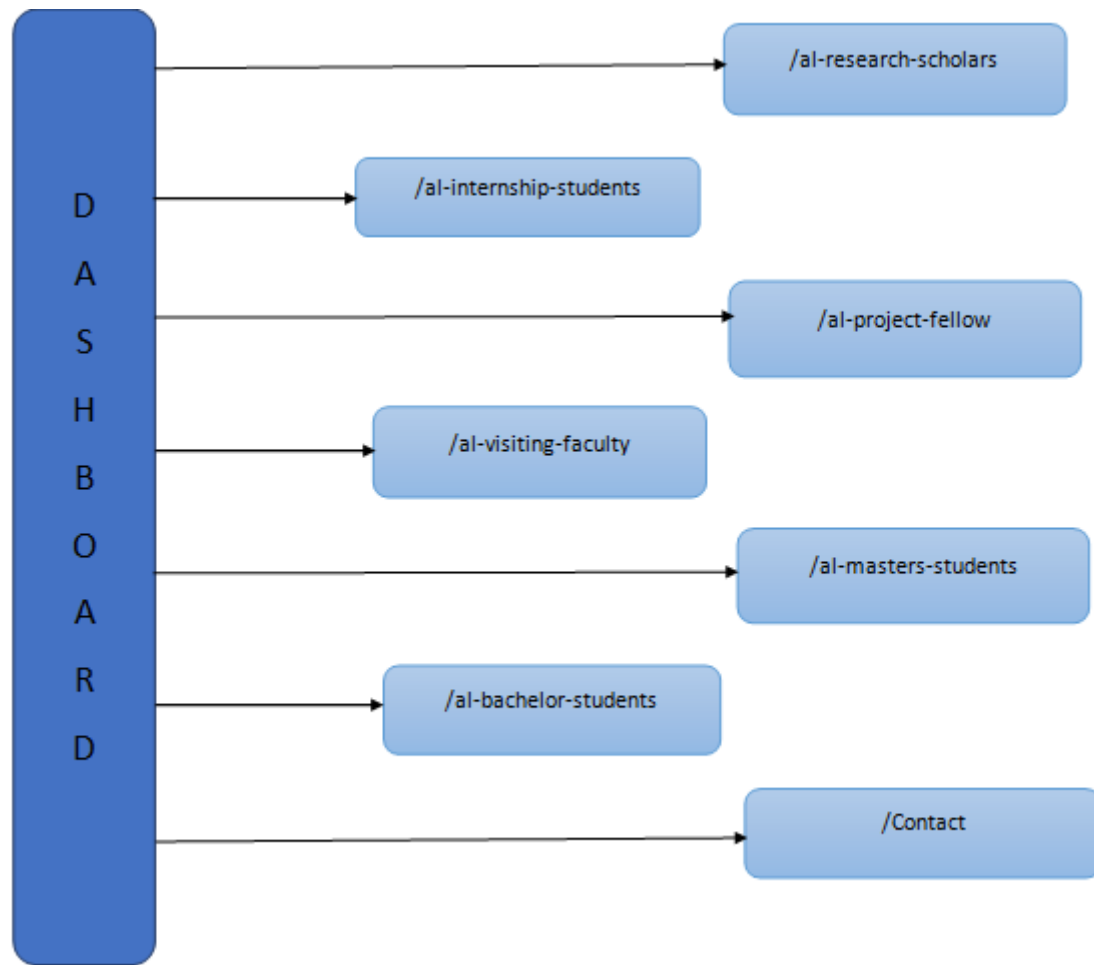 D
A
S
H
B
O
A
R
D
/al-research-scholars
/al-internship-students
/al-project-fellow
/al-visiting-faculty
/al-masters-students
/al-bachelor-students
/Contact